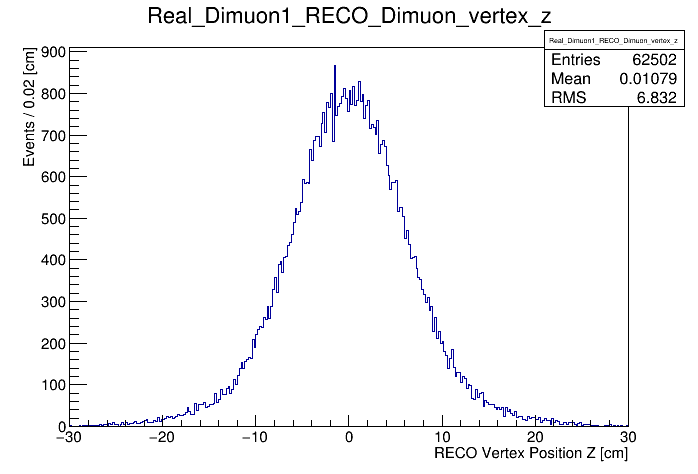 Real_Dimuon1_RECO_Dimuon_vertex_z
Real_Dimuon1_RECO_Dimuon_vertex_z
Entries 62502
Mean 0.01079
RMS 6.832
Events / 0.02 [cm]
900
800
700
600
500
400
300
200
100
0
−30 −20 −10 0 10 20 30
RECO Vertex Position Z [cm]